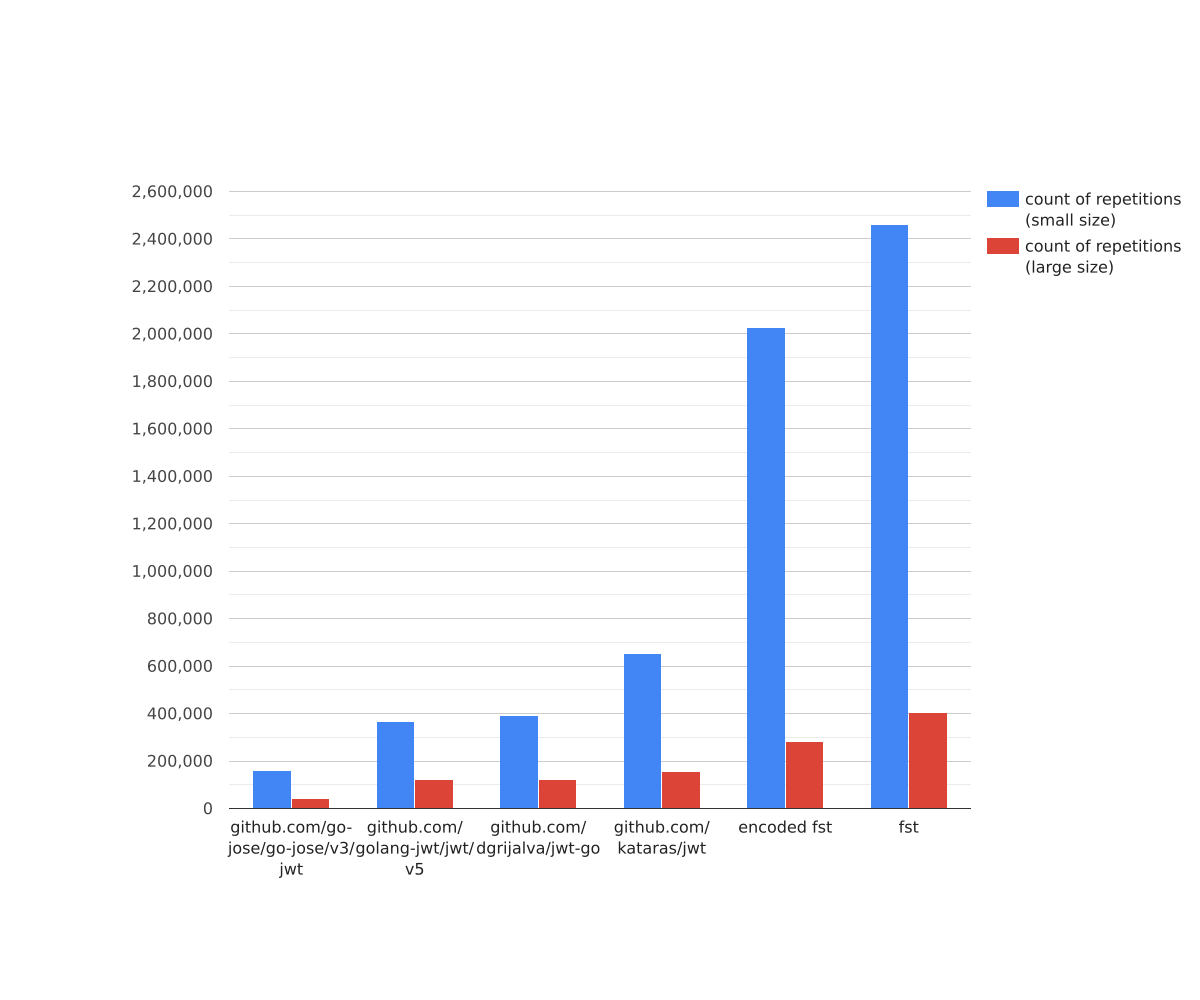 2,600,000
2,400,000
2,200,000
2,000,000
1,800,000
1,600,000
1,400,000
1,200,000
1,000,000
800,000
600,000
400,000
200,000
0
count of repetitions
(small size)
count of repetitions
(large size)
github.com/go-
jose/go-jose/v3/
jwt
github.com/
golang-jwt/jwt/
v5
github.com/
dgrijalva/jwt-go
github.com/
kataras/jwt
encoded fst
fst